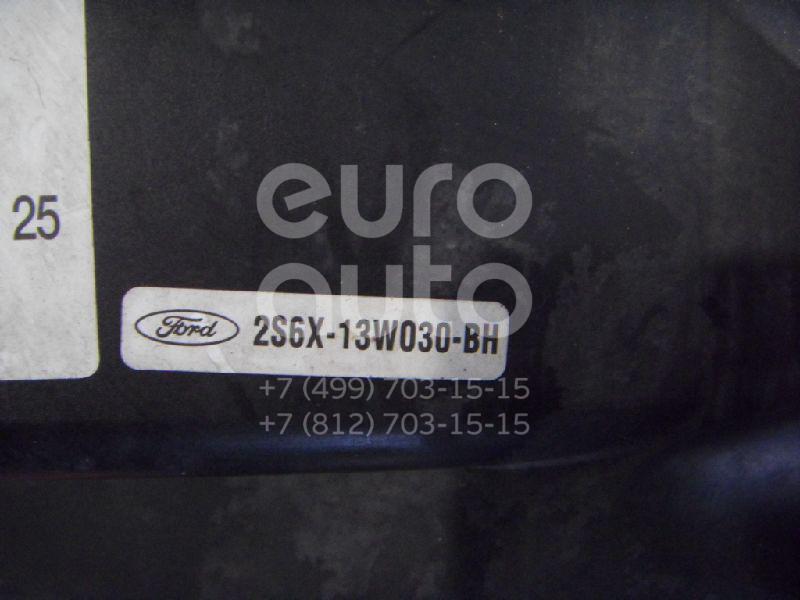 25
euro
auto
Ford 2S6X-13W030-BH
+7 (499) 703-15-15
+7 (812) 703-15-15